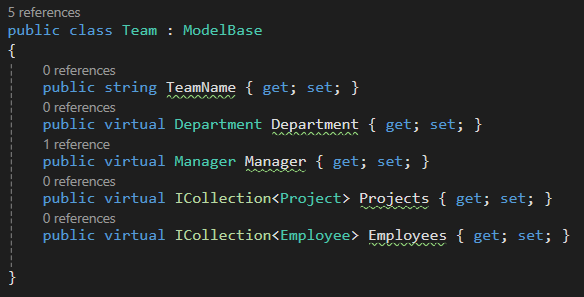 5 references
public class Team : ModelBase
{
0 references
public string TeamName { get; set; }
0 references
public virtual Department Department { get; set; }
1 reference
public virtual Manager Manager { get; set; }
0 references
public virtual ICollection<Project> Projects { get; set; }
0 references
public virtual ICollection<Employee> Employees { get; set; }
}